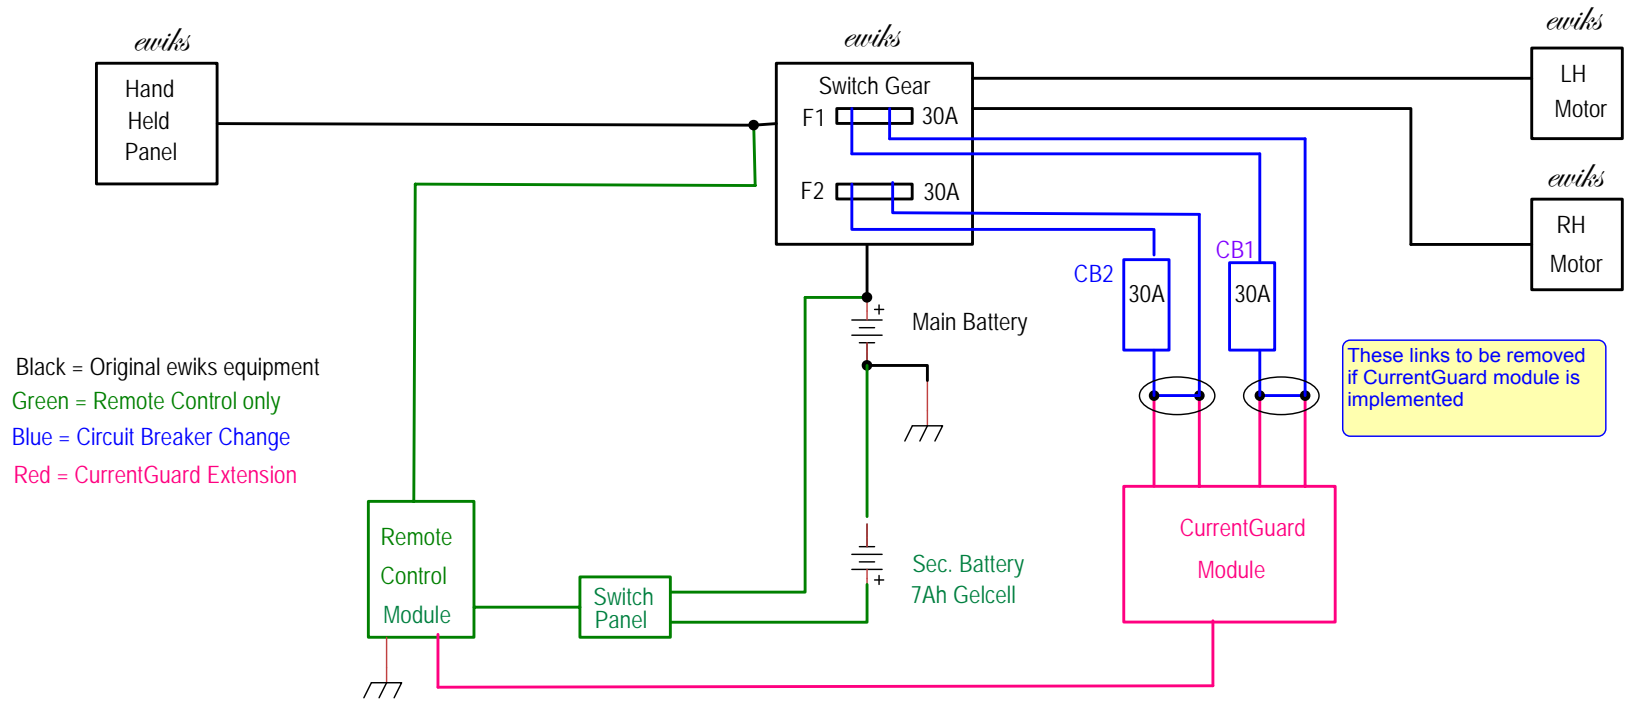 ewiks
Hand
Held
Panel
ewiks
Switch Gear
F1
30A
F2
30A
ewiks
LH
Motor
ewiks
RH
Motor
CB2
30A
CB1
30A
+
Main Battery
These links to be removed
if CurrentGuard module is
implemented
Black = Original ewiks equipment
Green = Remote Control only
Blue = Circuit Breaker Change
Red = CurrentGuard Extension
Remote
Control
Module
Switch
Panel
+
Sec. Battery
7Ah Gelcell
CurrentGuard
Module